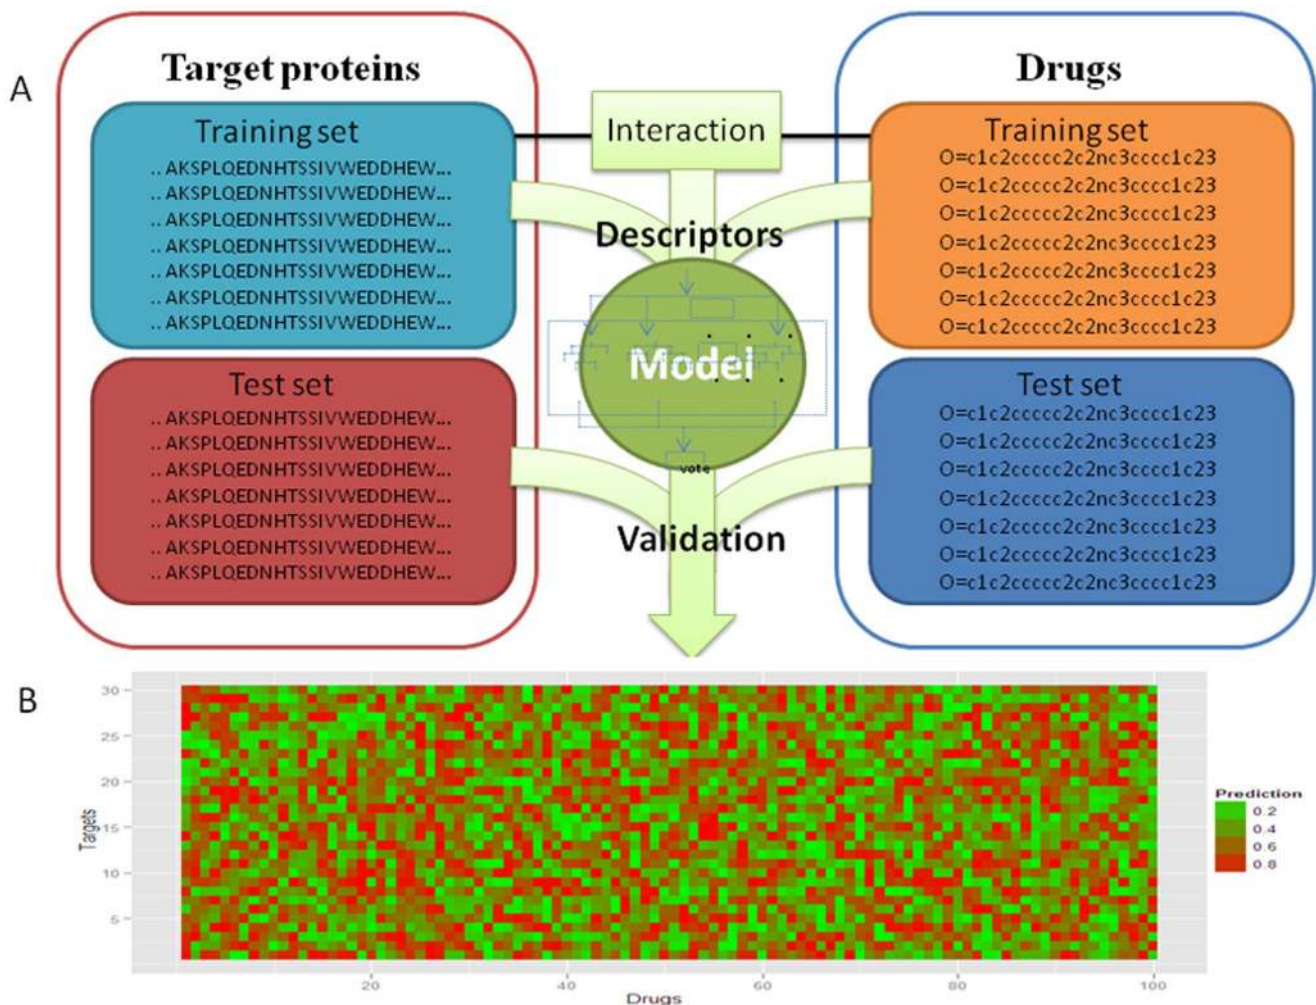 A
Target proteins
Training set
.. AKSPLQEDNHTSSIVWEDDHEW...
.. AKSPLQEDNHTSSIVWEDDHEW...
.. AKSPLQEDNHTSSIVWEDDHEW...
.. AKSPLQEDNHTSSIVWEDDHEW...
.. AKSPLQEDNHTSSIVWEDDHEW...
.. AKSPLQEDNHTSSIVWEDDHEW...
.. AKSPLQEDNHTSSIVWEDDHEW...
Test set
.. AKSPLQEDNHTSSIVWEDDHEW...
.. AKSPLQEDNHTSSIVWEDDHEW...
.. AKSPLQEDNHTSSIVWEDDHEW...
.. AKSPLQEDNHTSSIVWEDDHEW...
.. AKSPLQEDNHTSSIVWEDDHEW...
.. AKSPLQEDNHTSSIVWEDDHEW...
.. AKSPLQEDNHTSSIVWEDDHEW...
Interaction
Descriptors
Model
vote
Validation
Drugs
Training set
O=c1c2ccccc2c2nc3cccc1c23
O=c1c2ccccc2c2nc3cccc1c23
O=c1c2ccccc2c2nc3cccc1c23
O=c1c2ccccc2c2nc3cccc1c23
O=c1c2ccccc2c2nc3cccc1c23
O=c1c2ccccc2c2nc3cccc1c23
O=c1c2ccccc2c2nc3cccc1c23
Test set
O=c1c2ccccc2c2nc3cccc1c23
O=c1c2ccccc2c2nc3cccc1c23
O=c1c2ccccc2c2nc3cccc1c23
O=c1c2ccccc2c2nc3cccc1c23
O=c1c2ccccc2c2nc3cccc1c23
O=c1c2ccccc2c2nc3cccc1c23
O=c1c2ccccc2c2nc3cccc1c23
B
Targets
30
25
20
15
10
5
20 40 60 80 100
Drugs
Prediction
0.2
0.4
0.6
0.8